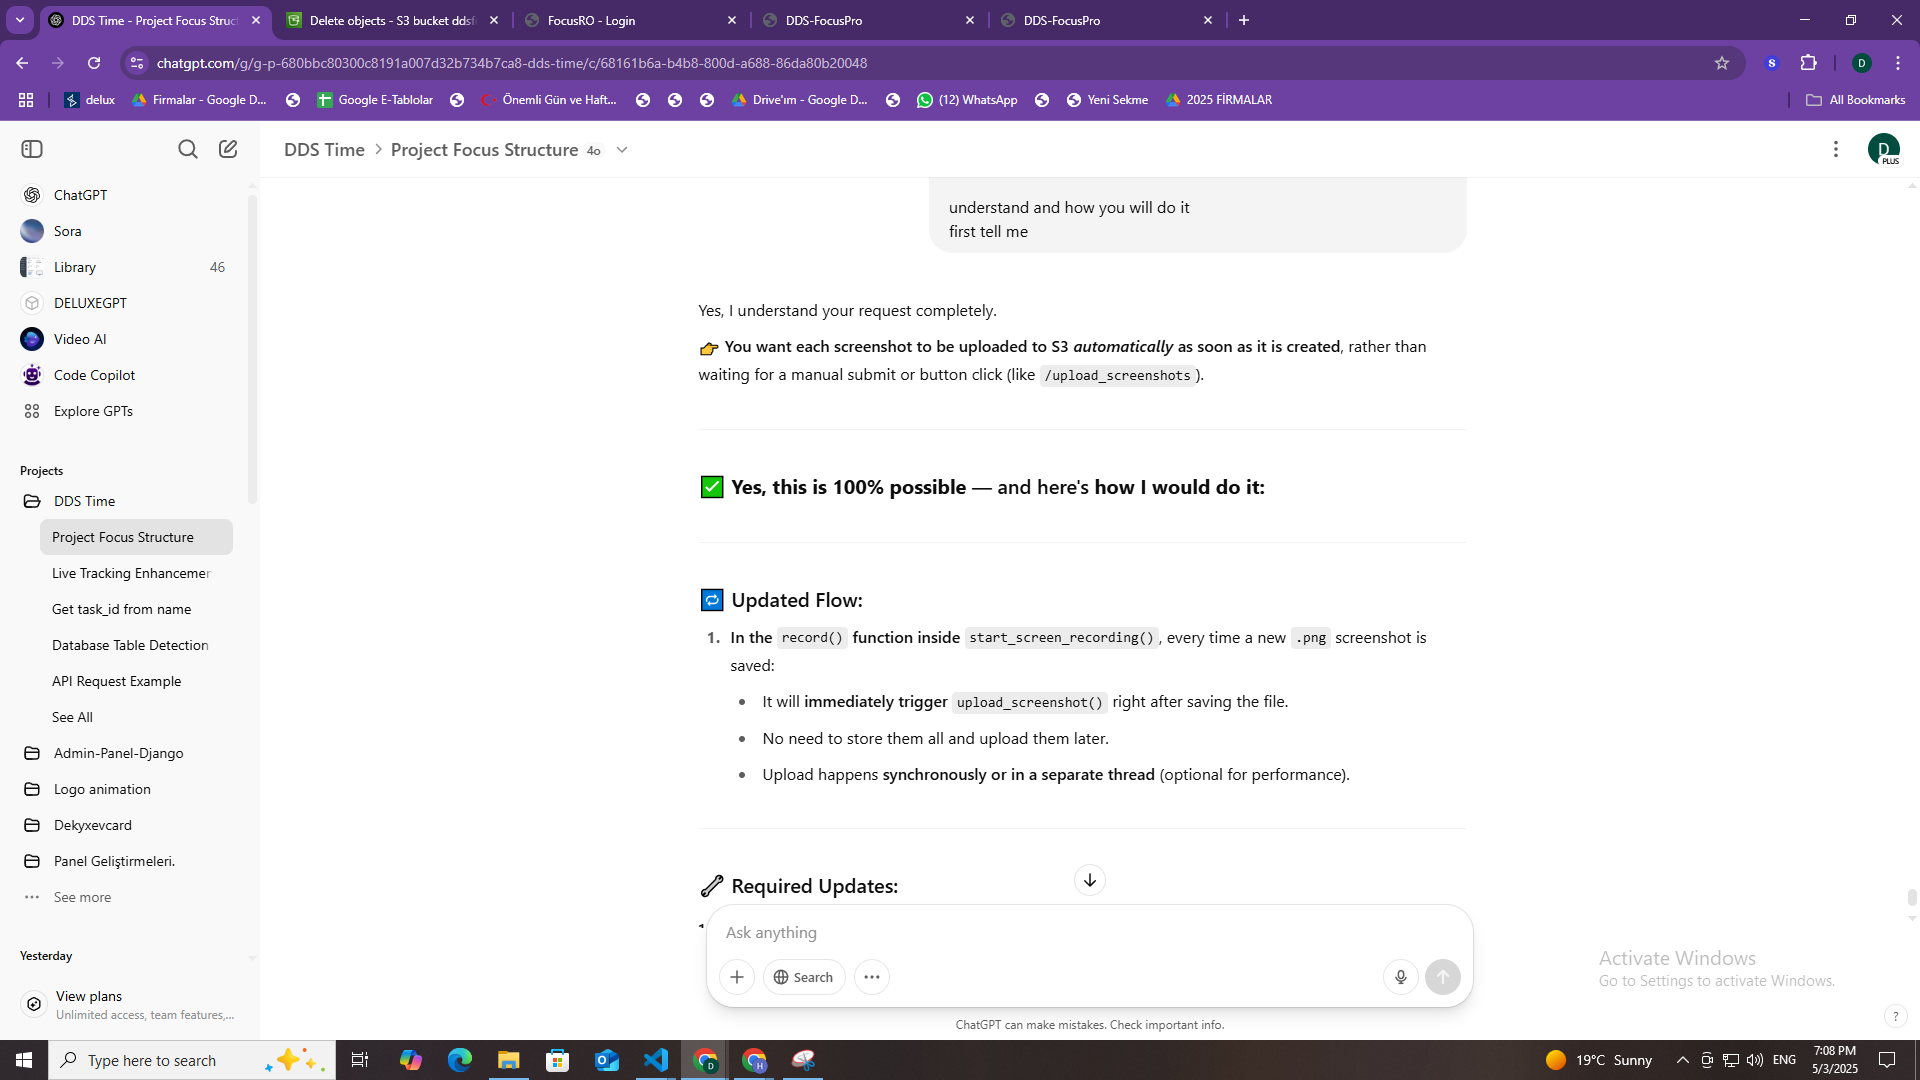 DDS Time - Project Focus Struct
Delete objects - S3 bucket ddsf
FocusRO - Login
DDS-FocusPro
DDS-FocusPro
chatgpt.com/g/g-p-680bbc80300c8191a007d32b734b7ca8-dds-time/c/68161b6a-b4b8-800d-a688-86da80b20048
S
D
delux
Firmalar - Google D...
Google E-Tablolar
Önemli Gün ve Haft...
Drive'ım - Google D...
(12) WhatsApp
Yeni Sekme
2025 FİRMALAR
All Bookmarks
DDS Time > Project Focus Structure 4o
D
PLUS
ChatGPT
Sora
Library 46
DELUXEGPT
Video AI
Code Copilot
Explore GPTs
Projects
DDS Time
Project Focus Structure
Live Tracking Enhancemer
Get task_id from name
Database Table Detection
API Request Example
See All
Admin-Panel-Django
Logo animation
Dekyxevcard
Panel Geliştirmeleri.
See more
Yesterday
View plans
Unlimited access, team features,...
understand and how you will do it
first tell me
Yes, I understand your request completely.
👉 You want each screenshot to be uploaded to S3 automatically as soon as it is created, rather than
waiting for a manual submit or button click (like /upload_screenshots ).
✅ Yes, this is 100% possible — and here's how I would do it:
🔁 Updated Flow:
1. In the record() function inside start_screen_recording() , every time a new .png screenshot is
saved:
• It will immediately trigger upload_screenshot() right after saving the file.
• No need to store them all and upload them later.
• Upload happens synchronously or in a separate thread (optional for performance).
🔧 Required Updates:
Ask anything
Search
ChatGPT can make mistakes. Check important info.
?
Activate Windows
Go to Settings to activate Windows.
Type here to search
D
H
19°C Sunny
ENG
7:08 PM
5/3/2025